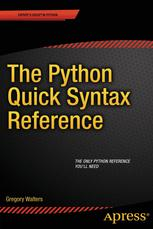 EXPERT'S VOICE® IN PYTHON
The Python
Quick Syntax
Reference
THE ONLY PYTHON REFERENCE
YOU'LL NEED
Gregory Walters
Apress®